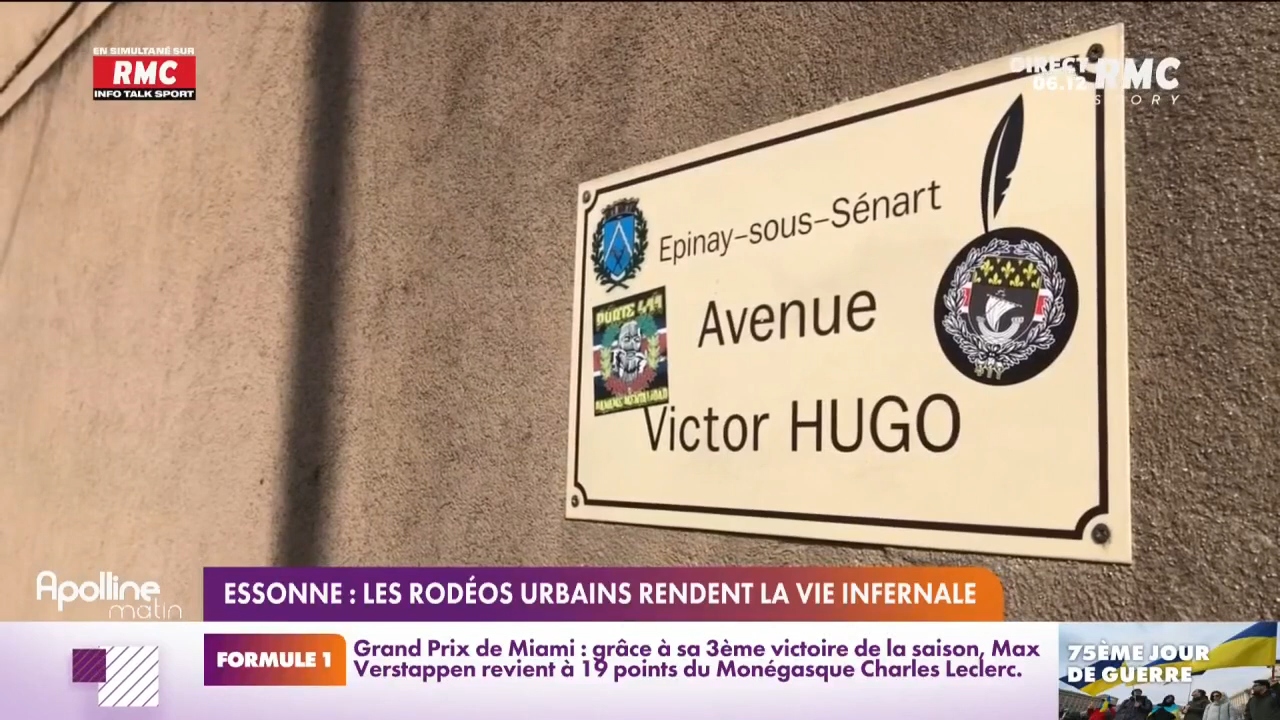 EN SIMULTANÉ SUR
RMC
INFO TALK SPORT
DIRECT
06.12
RMC
STORY
Epinay-sous-Sénart
Avenue
Victor HUGO
PORTE 411
Apolline
matin
ESSONNE : LES RODÉOS URBAINS RENDENT LA VIE INFERNALE
FORMULE 1
Grand Prix de Miami : grâce à sa 3ème victoire de la saison, Max
Verstappen revient à 19 points du Monégasque Charles Leclerc.
75ÈME JOUR
DE GUERRE